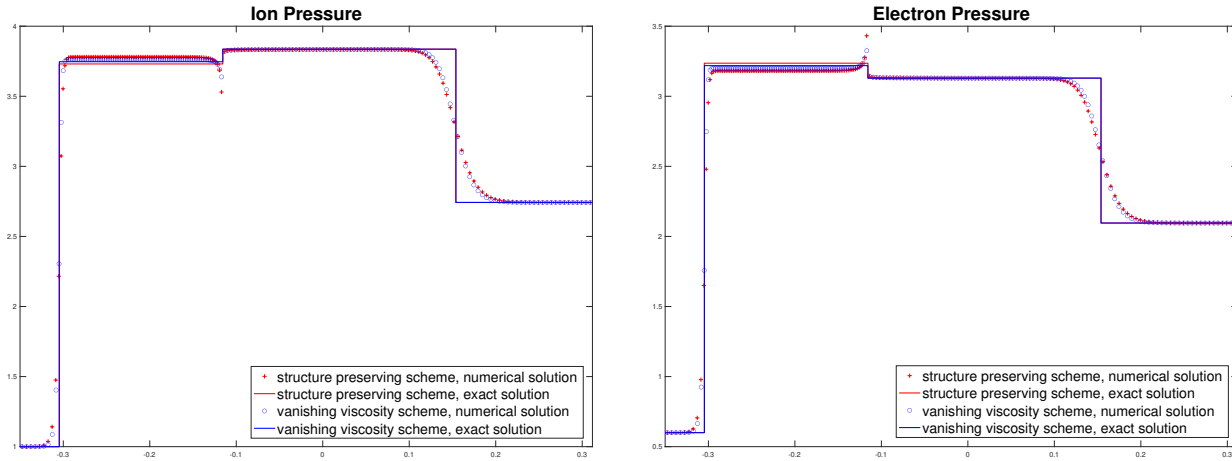 Ion Pressure
4
3.5
3
2.5
2
1.5
1
-0.3
-0.2
-0.1
0
0.1
0.2
0.3
structure preserving scheme, numerical solution
structure preserving scheme, exact solution
vanishing viscosity scheme, numerical solution
vanishing viscosity scheme, exact solution
Electron Pressure
3.5
3
2.5
2
1.5
1
0.5
-0.3
-0.2
-0.1
0
0.1
0.2
0.3
structure preserving scheme, numerical solution
structure preserving scheme, exact solution
vanishing viscosity scheme, numerical solution
vanishing viscosity scheme, exact solution